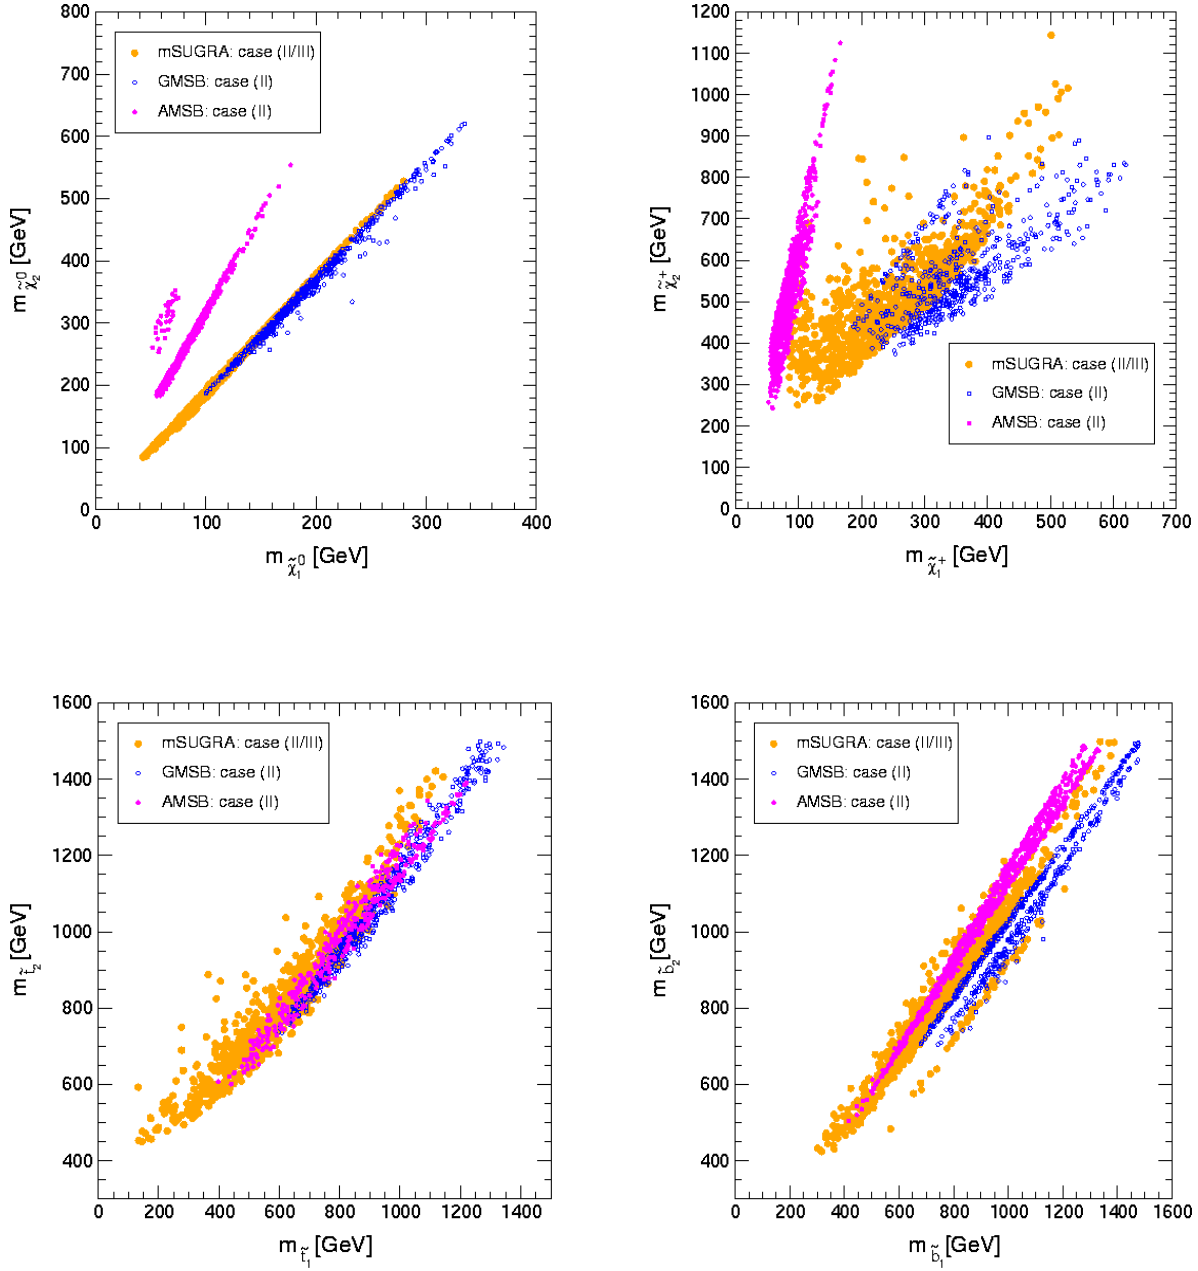 800
700
600
500
400
300
200
100
0
m χ̃₂⁰ [GeV]
mSUGRA: case (II/III)
GMSB: case (II)
AMSB: case (II)
0 100 200 300 400
m χ̃₁⁰ [GeV]
1200
1100
1000
900
800
700
600
500
400
300
200
100
0
m χ̃₂⁺ [GeV]
mSUGRA: case (II/III)
GMSB: case (II)
AMSB: case (II)
0 100 200 300 400 500 600 700
m χ̃₁⁺ [GeV]
1600
1400
1200
1000
800
600
400
m t̃₂ [GeV]
mSUGRA: case (II/III)
GMSB: case (II)
AMSB: case (II)
0 200 400 600 800 1000 1200 1400
m t̃₁ [GeV]
1600
1400
1200
1000
800
600
400
m b̃₂ [GeV]
mSUGRA: case (II/III)
GMSB: case (II)
AMSB: case (II)
0 200 400 600 800 1000 1200 1400 1600
m b̃₁ [GeV]